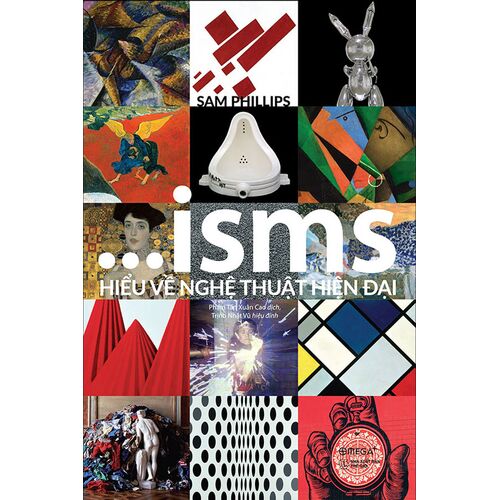 SAM PHILLIPS
...isms
HIỂU VỀ NGHỆ THUẬT HIỆN ĐẠI
Phạm Tấn Xuân Cao dịch,
Trịnh Nhật Vũ hiệu đính
OMEGA+